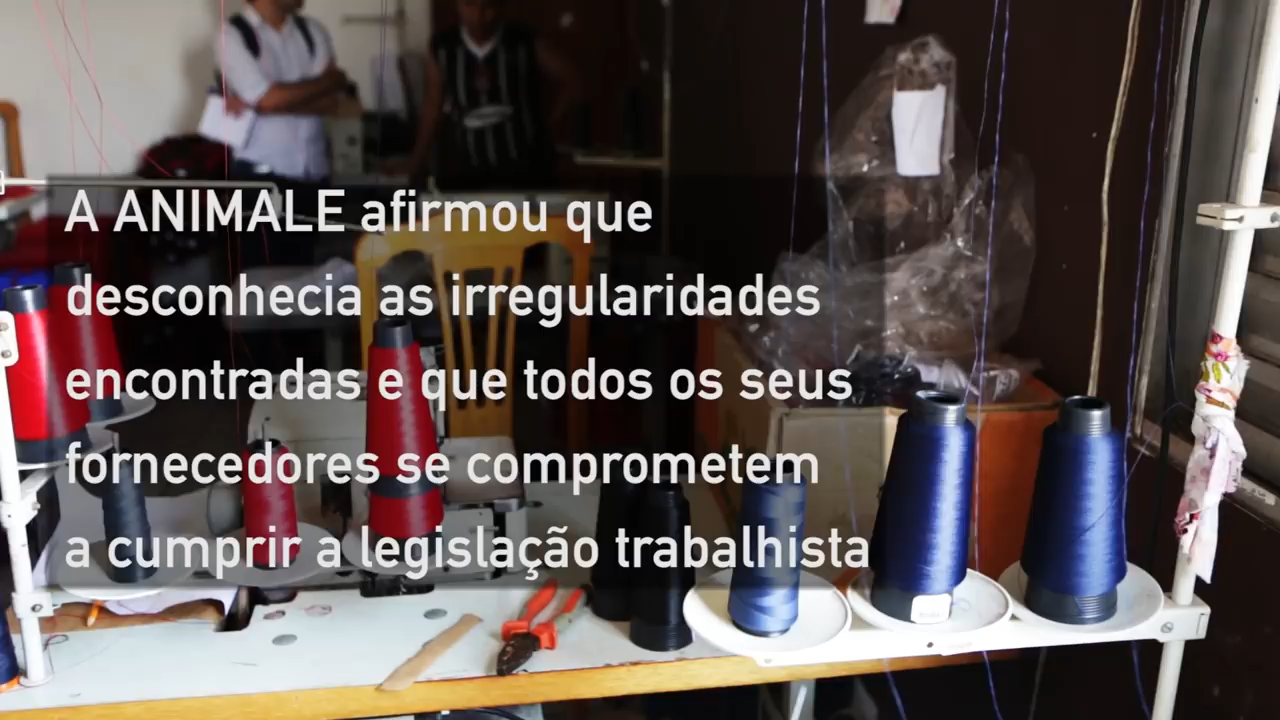 A ANIMALE afirmou que
desconhecia as irregularidades
encontradas e que todos os seus
fornecedores se comprometem
a cumprir a legislação trabalhista